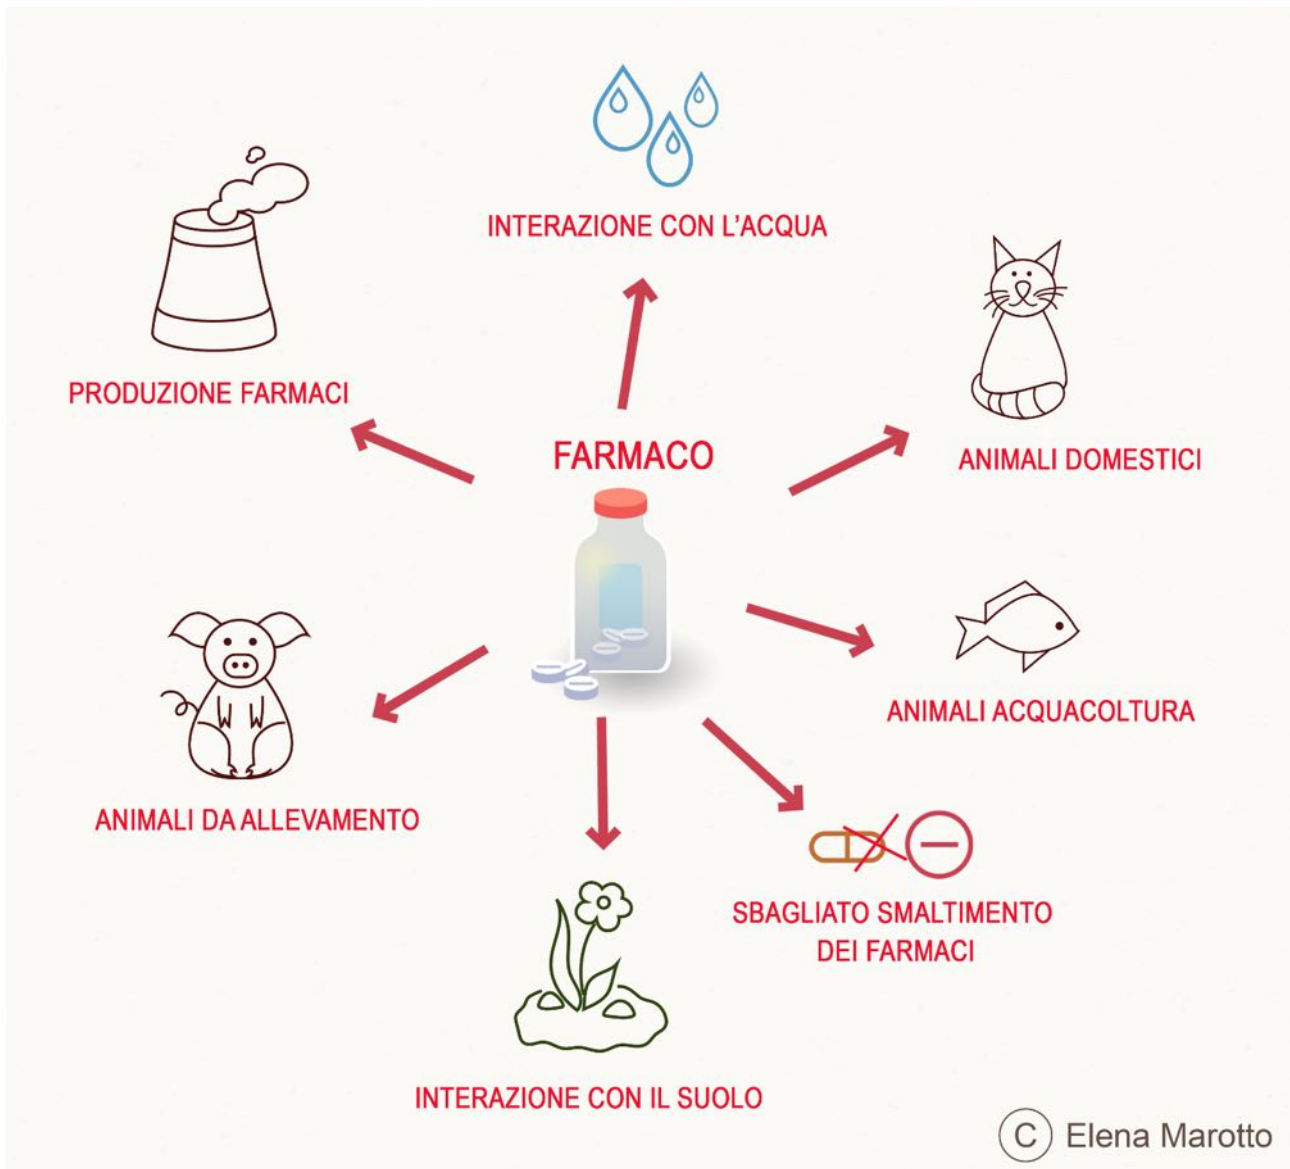 INTERAZIONE CON L'ACQUA
PRODUZIONE FARMACI
FARMACO
ANIMALI DOMESTICI
ANIMALI ACQUACOLTURA
ANIMALI DA ALLEVAMENTO
SBAGLIATO SMALTIMENTO
DEI FARMACI
INTERAZIONE CON IL SUOLO
© Elena Marotto